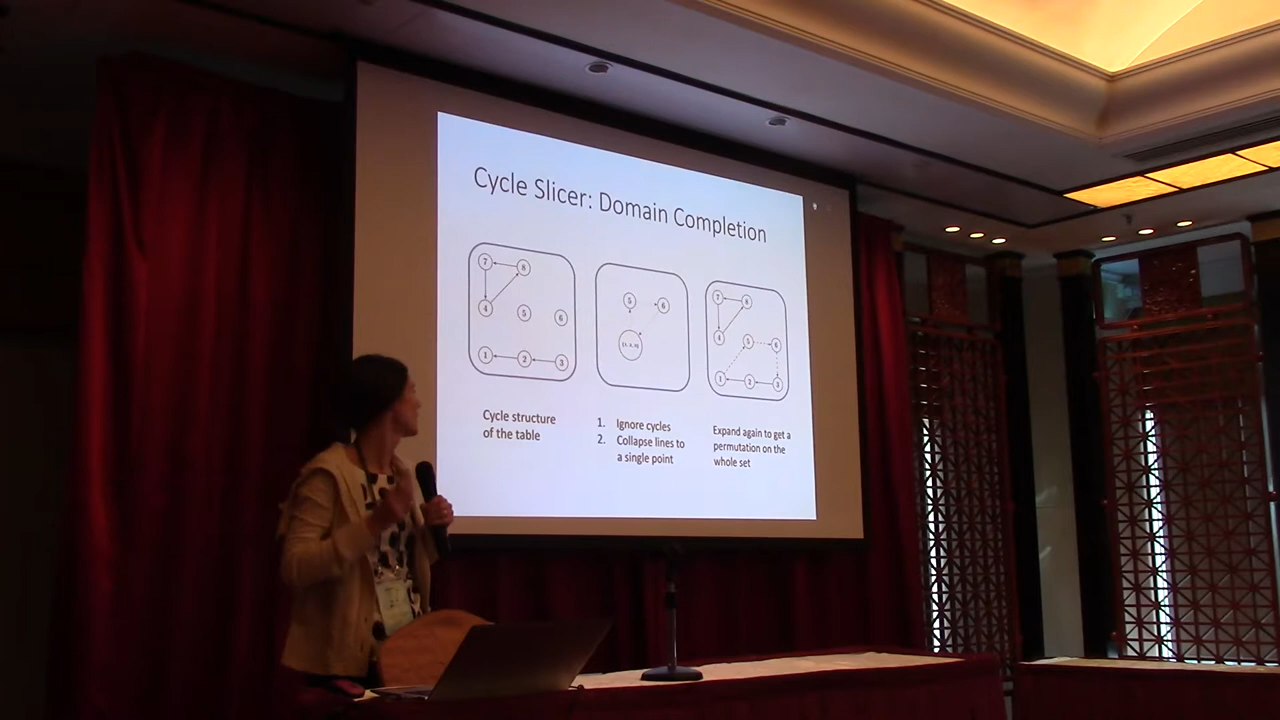 Cycle Slicer: Domain Completion
7 8
4 5 6
1 2 3
5 6
7 8
4 5 6
1 2 3
Cycle structure
of the table
1. Ignore cycles
2. Collapse lines to
a single point
Expand again to get a
permutation on the
whole set